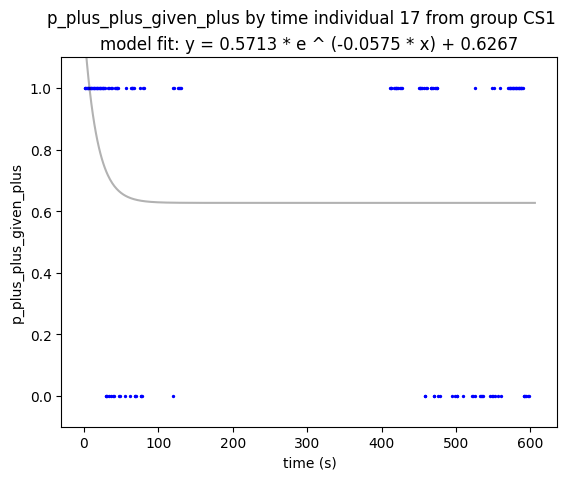 p_plus_plus_given_plus by time individual 17 from group CS1
model fit: y = 0.5713 * e ^ (-0.0575 * x) + 0.6267
1.0
0.8
0.6
0.4
0.2
0.0
p_plus_plus_given_plus
0 100 200 300 400 500 600
time (s)